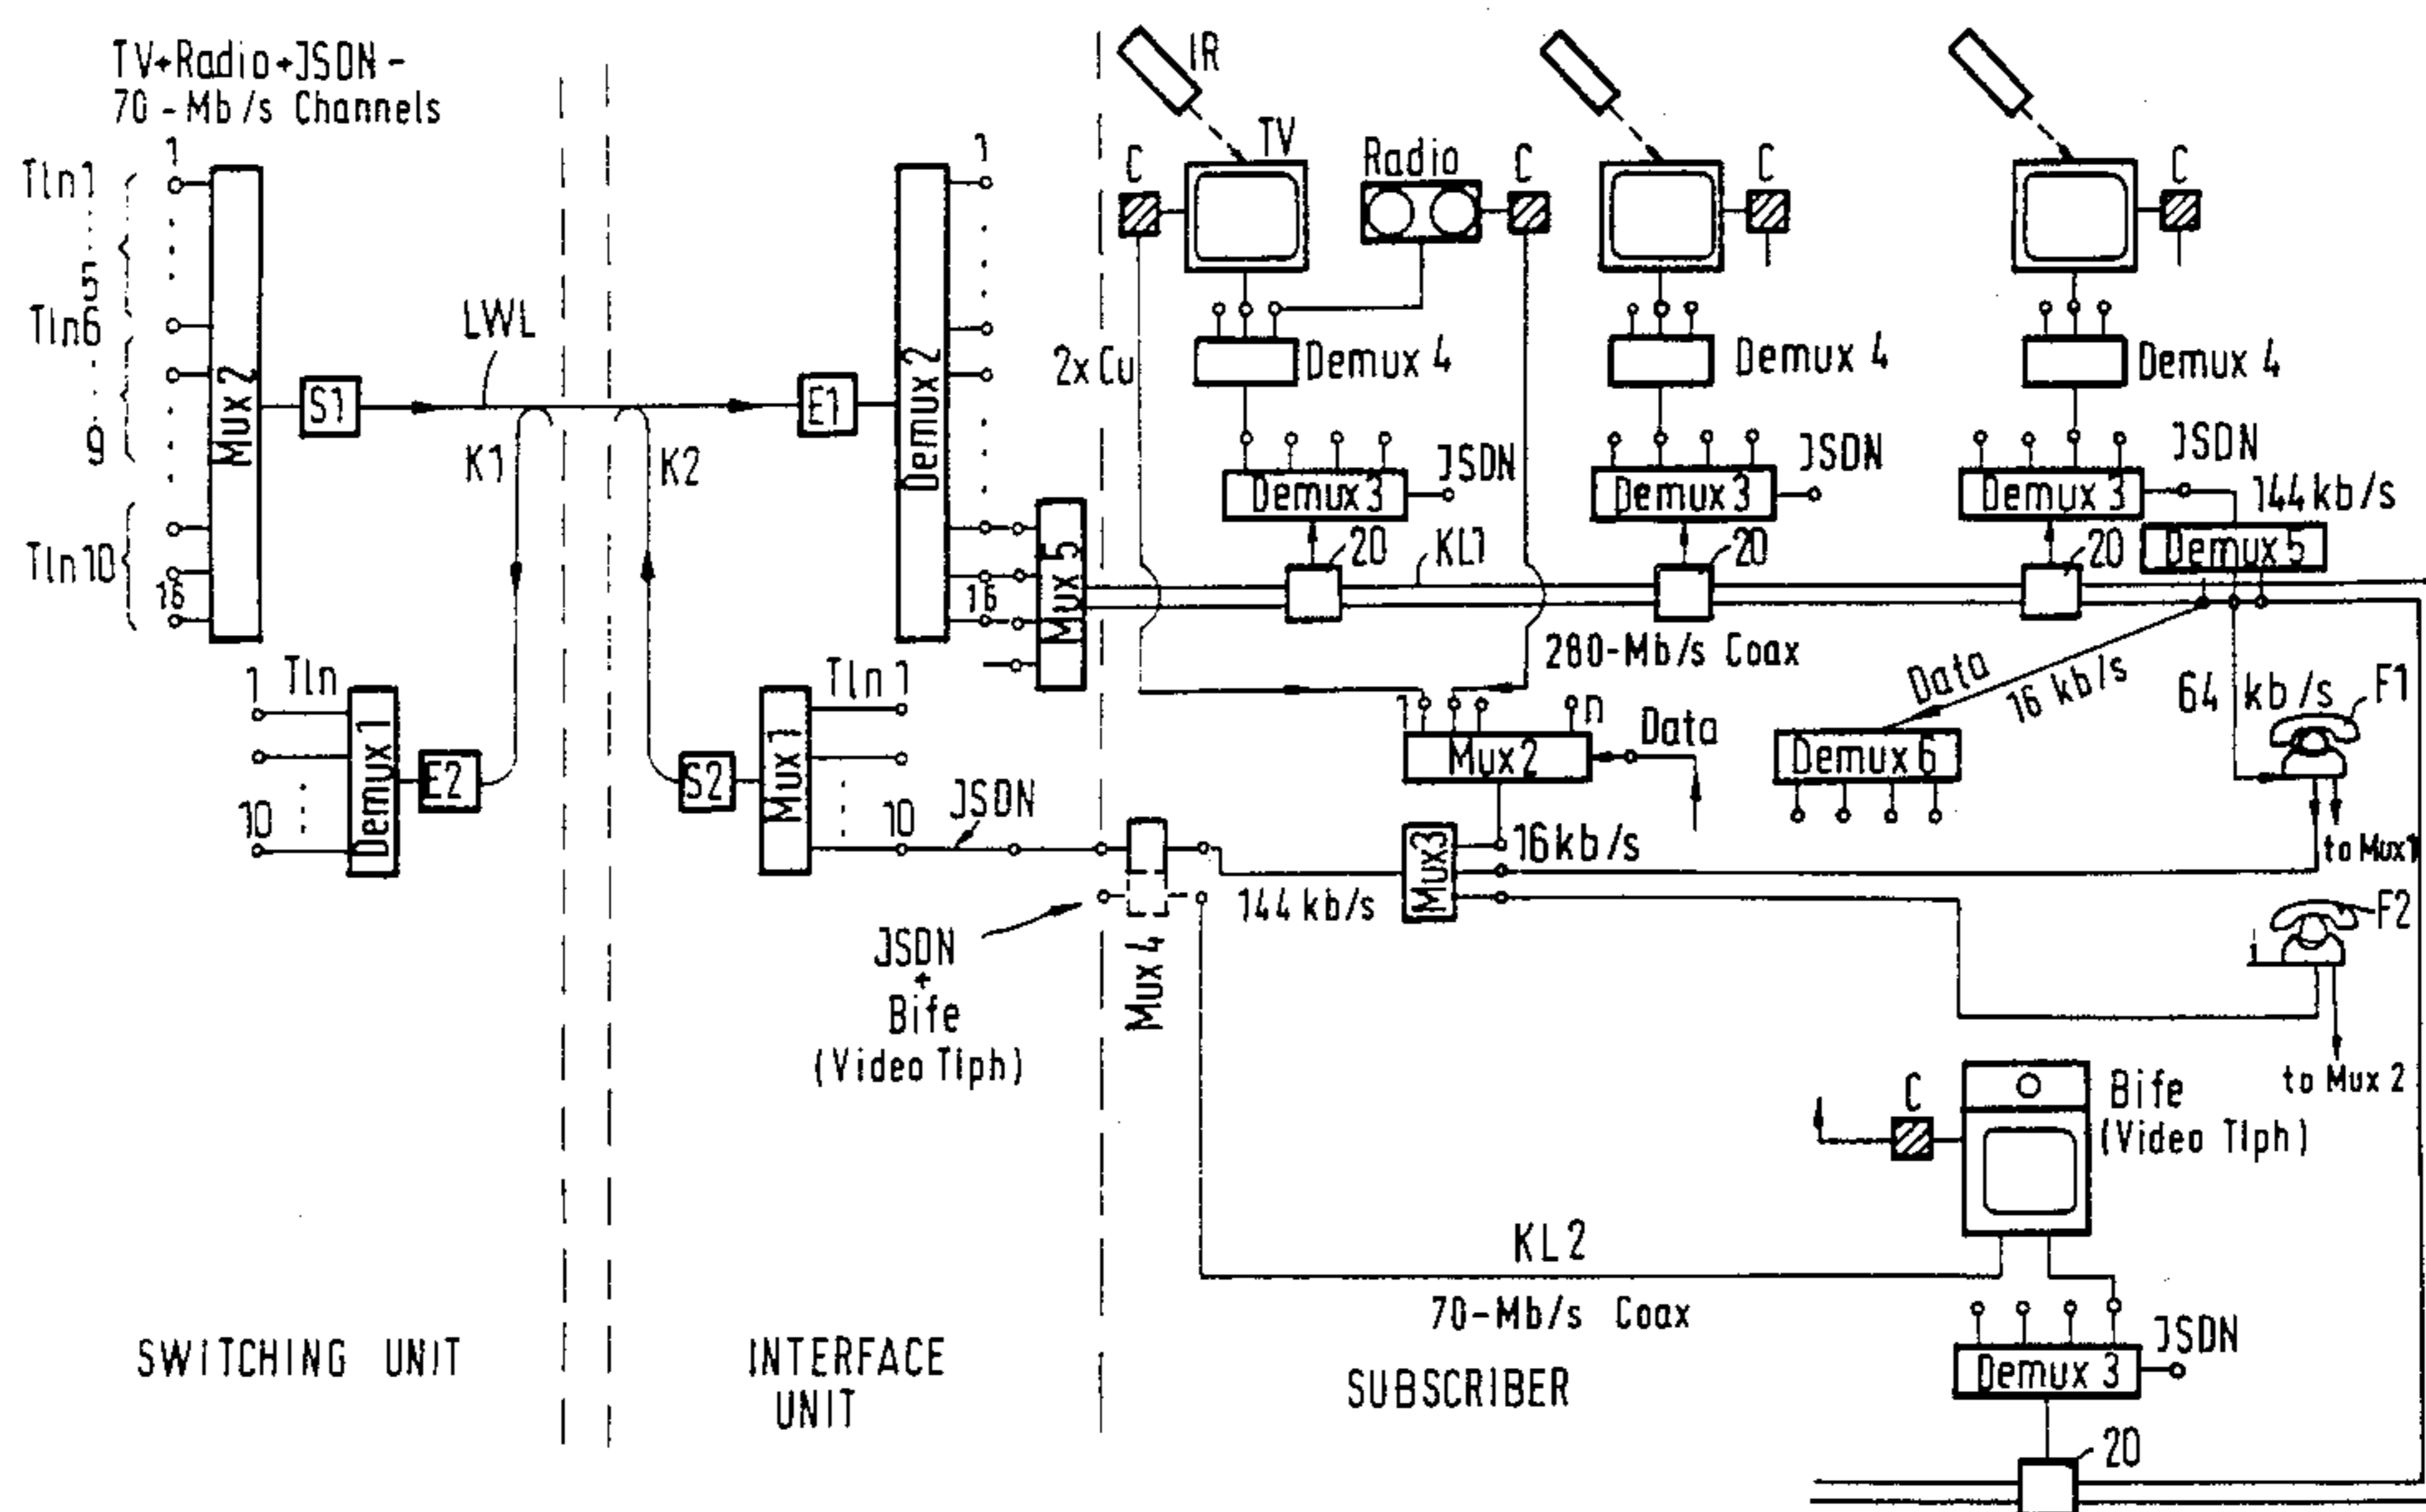 TV+Radio+JSDN-
70-Mb/s Channels
Tln1
5
Tln6
9
Tln10
1
16
Mux 2
S1
LWL
K1
K2
E1
1
Demux 2
16
Mux 5
1
Tln
10
Demux 1
E2
S2
Mux 1
Tln 1
10
JSDN
JSDN
+
Bife
(Video Tlph)
Mux 4
IR
C
TV
Radio
C
C
C
2x Cu
Demux 4
Demux 4
Demux 4
Demux 3
JSDN
Demux 3
JSDN
Demux 3
JSDN
144 kb/s
Demux 5
20
KL1
20
20
280-Mb/s Coax
Data
16 kb/s
64 kb/s
F1
1
n
Mux 2
Data
Demux 6
to Mux1
Mux3
16 kb/s
144 kb/s
F2
to Mux 2
C
Bife
(Video Tlph)
KL2
70-Mb/s Coax
JSDN
Demux 3
20
SWITCHING UNIT
INTERFACE
UNIT
SUBSCRIBER